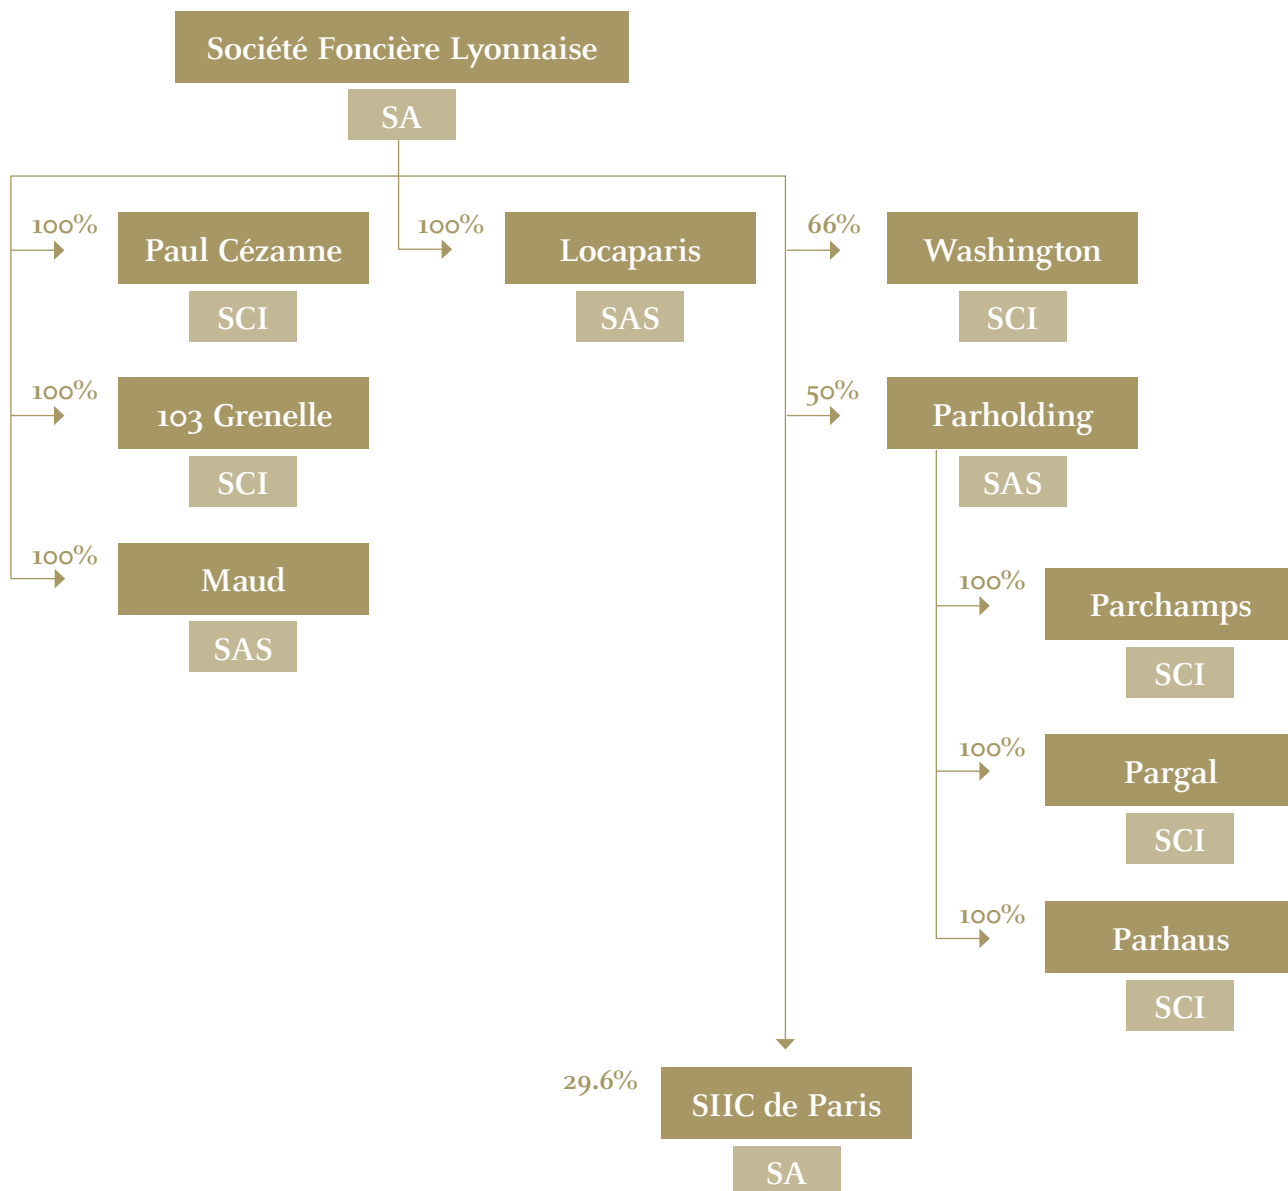 Société Foncière Lyonnaise
SA
100%
Paul Cézanne
SCI
100%
103 Grenelle
SCI
100%
Maud
SAS
100%
Locaparis
SAS
66%
Washington
SCI
50%
Parholding
SAS
100%
Parchamps
SCI
100%
Pargal
SCI
100%
Parhaus
SCI
29.6%
SIIC de Paris
SA